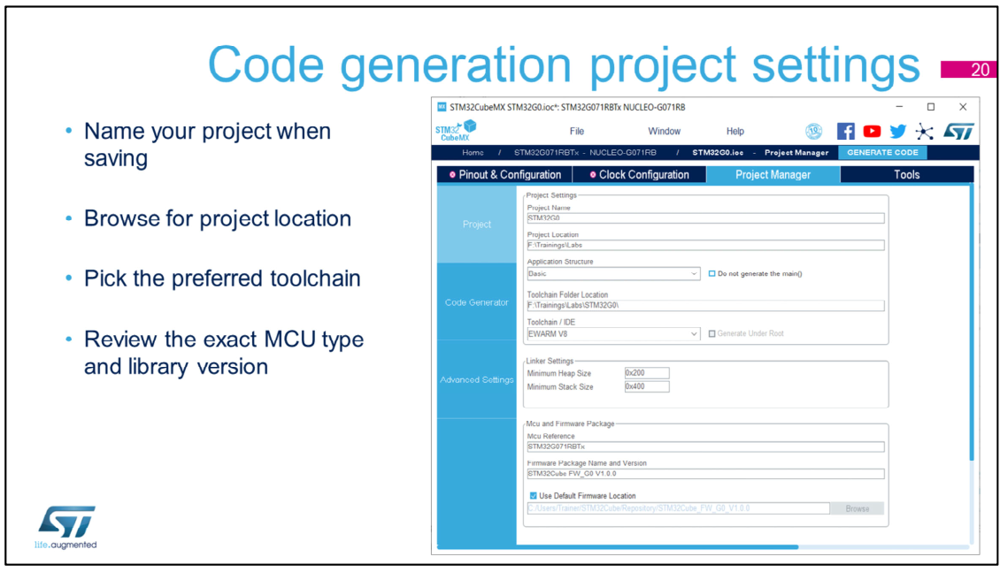 Code generation project settings
20
• Name your project when
saving
• Browse for project location
• Pick the preferred toolchain
• Review the exact MCU type
and library version
MX STM32CubeMX STM32G0.ioc*: STM32G071RBTx NUCLEO-G071RB
STM32
CubeMX
File Window Help
Home / STM32G071RBTx - NUCLEO-G071RB / STM32G0.ioc - Project Manager GENERATE CODE
Pinout & Configuration Clock Configuration Project Manager Tools
Project
Code Generator
Advanced Settings
Project Settings
Project Name
STM32G0
Project Location
F:\Trainings\Labs
Application Structure
Basic Do not generate the main()
Toolchain Folder Location
F:\Trainings\Labs\STM32G0\
Toolchain / IDE
EWARM V8 Generate Under Root
Linker Settings
Minimum Heap Size 0x200
Minimum Stack Size 0x400
Mcu and Firmware Package
Mcu Reference
STM32G071RBTx
Firmware Package Name and Version
STM32Cube FW_G0 V1.0.0
Use Default Firmware Location
C:/Users/Trainer/STM32Cube/Repository/STM32Cube_FW_G0_V1.0.0 Browse
ST
life.augmented